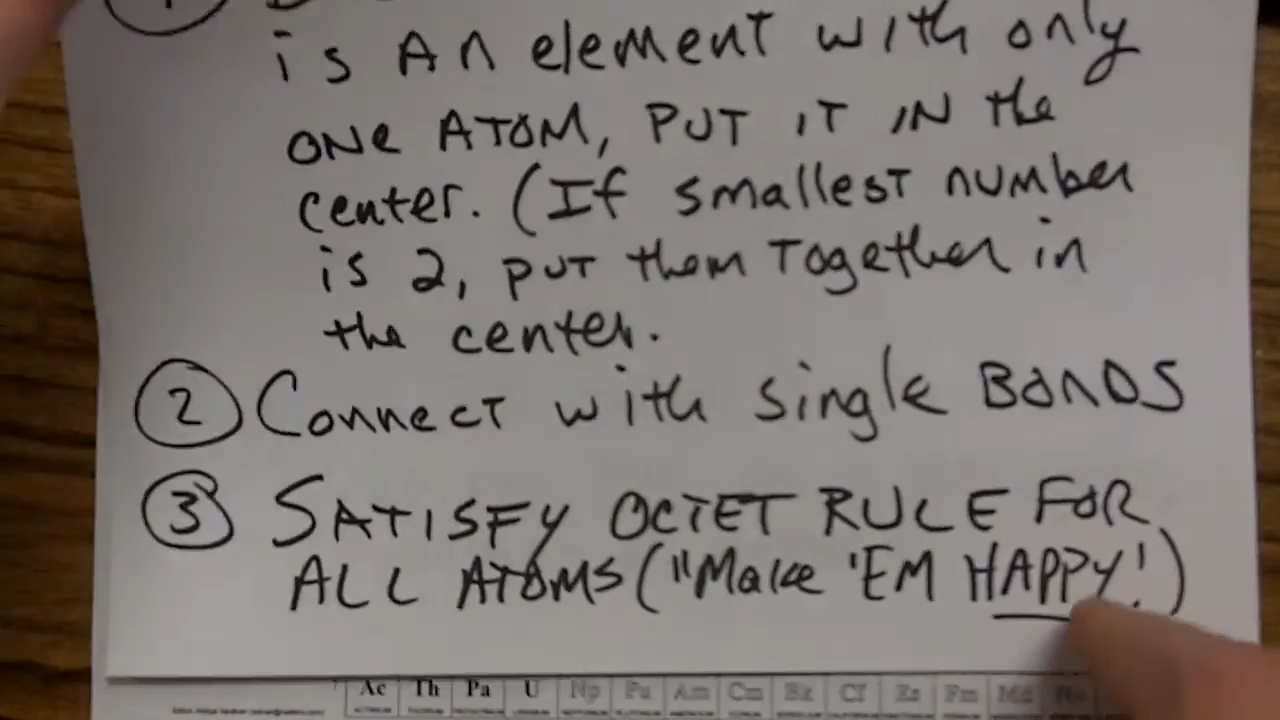 1
is An element with only
ONe ATOM, PUT IT IN the
center. (If smallest number
is 2, put them Together in
the center.
2 Connect with single BonDS
3 SATISFY OCTET RULE FOR
ALL ATOMS ("Make 'EM HAPPY!')
Ac Th Pa U Np Pu Am Cm Bk Cf Es Fm Md No